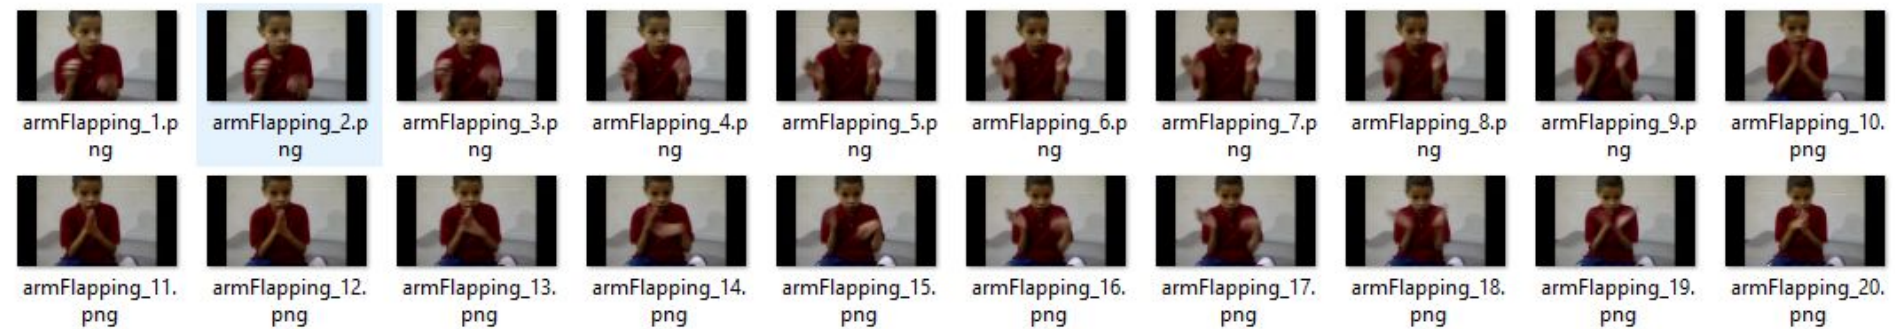 armFlapping_1.p armFlapping_2.p armFlapping_3.p armFlapping_4.p armFlapping_5.p armFlapping_6.p armFlapping_7.p armFlapping_8.p armFlapping_9.p armFlapping_10.
ng ng ng ng ng ng ng ng ng png
armFlapping_11. armFlapping_12. armFlapping_13. armFlapping_14. armFlapping_15. armFlapping_16. armFlapping_17. armFlapping_18. armFlapping_19. armFlapping_20.
png png png png png png png png png png